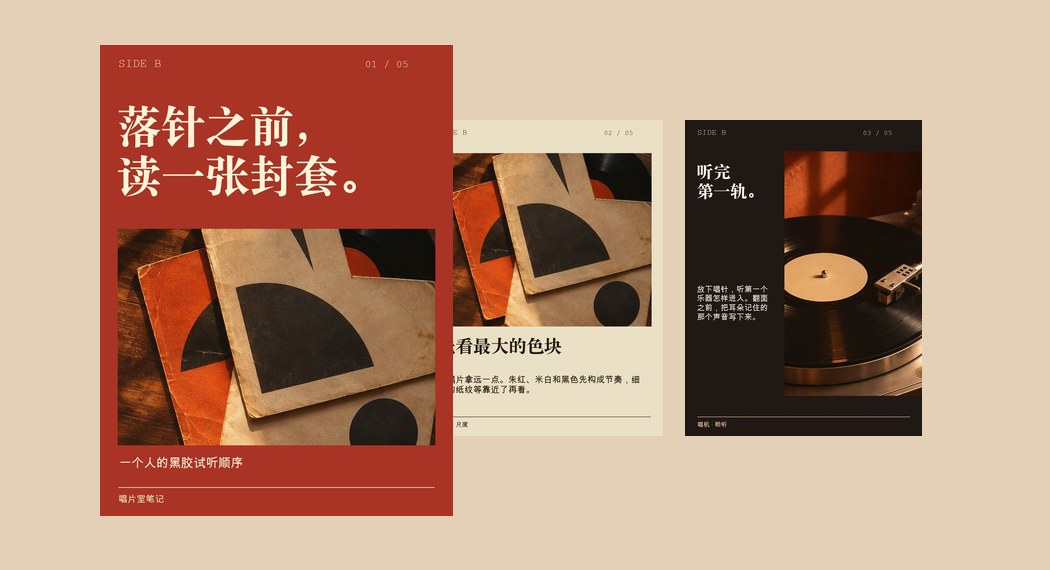 SIDE B
01 / 05
落针之前，
读一张封套。
一个人的黑胶试听顺序
唱片室笔记
E B
02 / 05
看最大的色块
片拿远一点。朱红、米白和黑色先构成节奏，细
纸纹等靠近了再看。
尺度
SIDE B
03 / 05
听完
第一轨。
放下唱针，听第一个
乐器怎样进入。翻面
之前，把耳朵记住的
那个声音写下来。
唱机 · 聆听